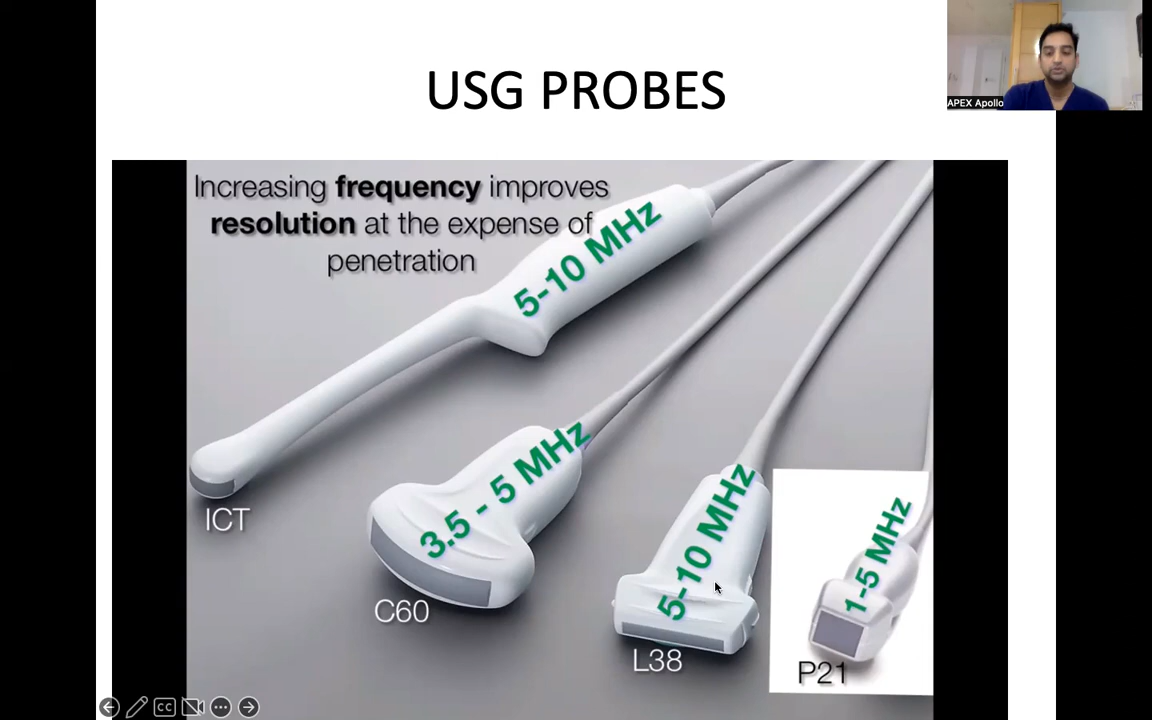 USG PROBES
APEX Apollo
Increasing frequency improves
resolution at the expense of
penetration
5-10 MHz
3.5 - 5 MHz
5-10 MHz
1-5 MHz
ICT
C60
L38
P21
CC